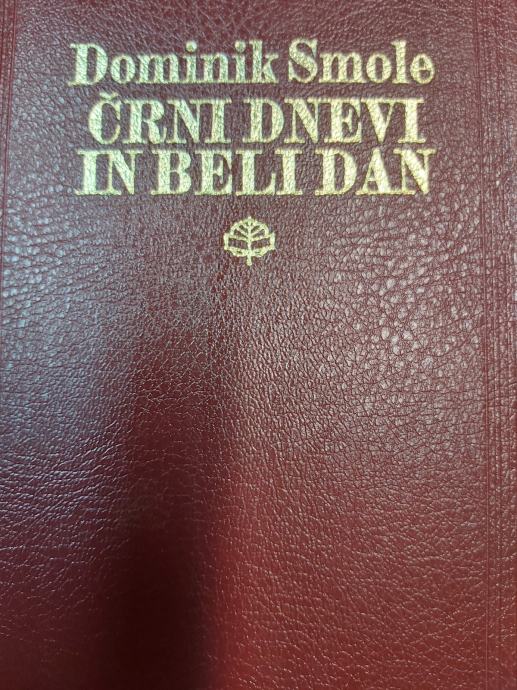 Dominik Smole
ČRNI DNEVI
IN BELI DAN